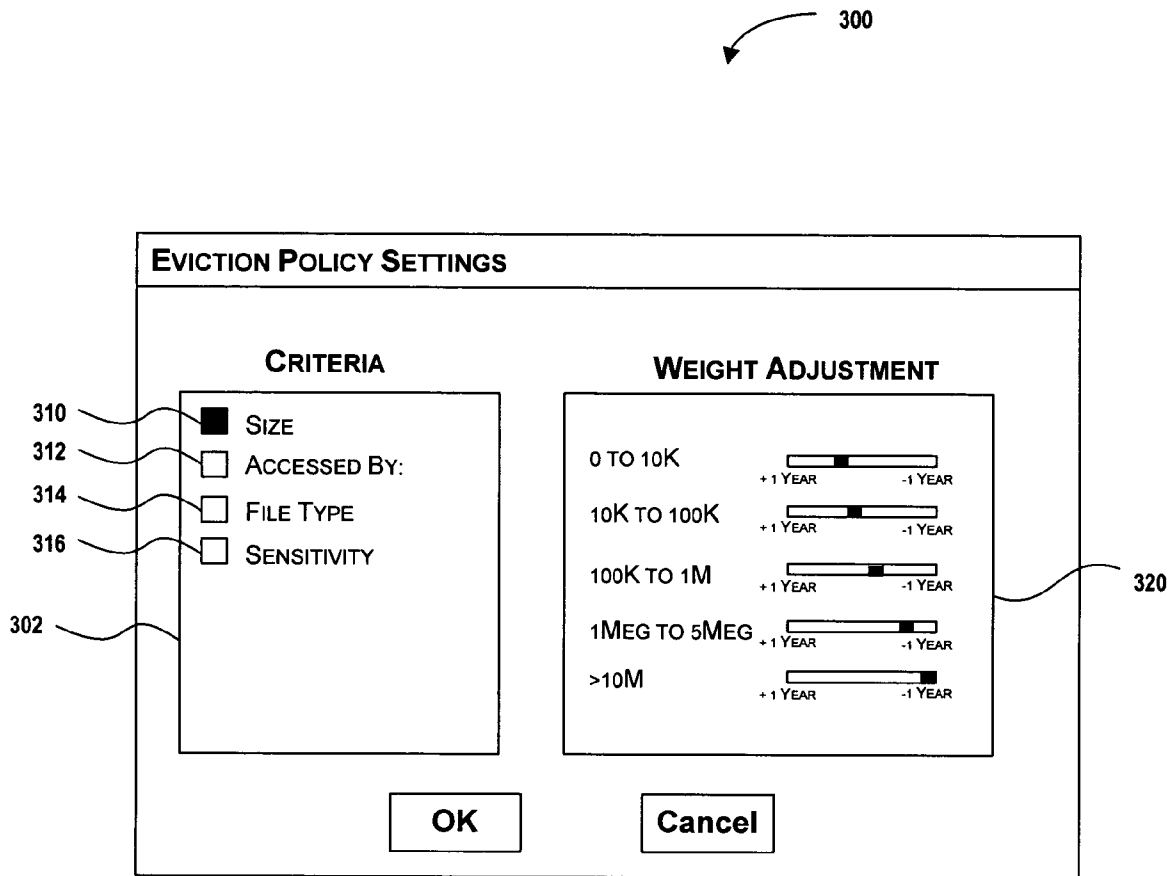 300
EVICTION POLICY SETTINGS
CRITERIA
WEIGHT ADJUSTMENT
310
SIZE
312
ACCESSED BY:
314
FILE TYPE
316
SENSITIVITY
302
0 TO 10K
+ 1 YEAR -1 YEAR
10K TO 100K
+ 1 YEAR -1 YEAR
100K TO 1M
+ 1 YEAR -1 YEAR
1MEG TO 5MEG
+ 1 YEAR -1 YEAR
>10M
+ 1 YEAR -1 YEAR
320
OK
Cancel